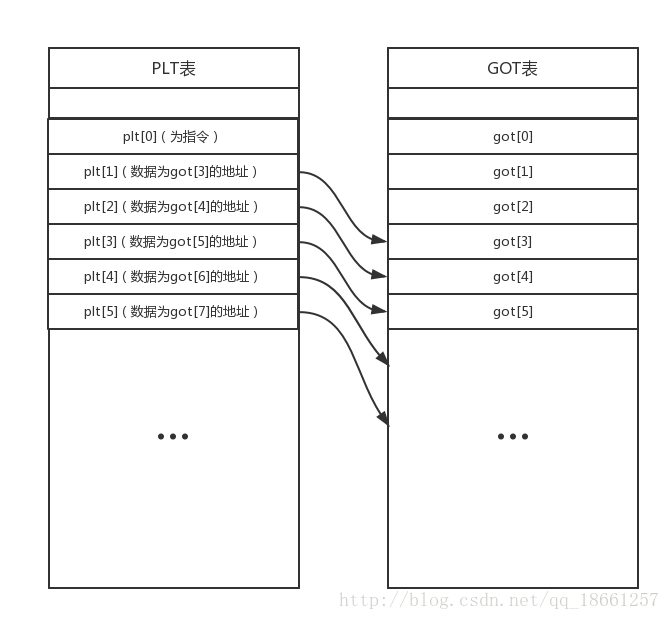 PLT表
plt[0]（为指令）
plt[1]（数据为got[3]的地址）
plt[2]（数据为got[4]的地址）
plt[3]（数据为got[5]的地址）
plt[4]（数据为got[6]的地址）
plt[5]（数据为got[7]的地址）
...
GOT表
got[0]
got[1]
got[2]
got[3]
got[4]
got[5]
...
http://blog.csdn.net/qq_18661257